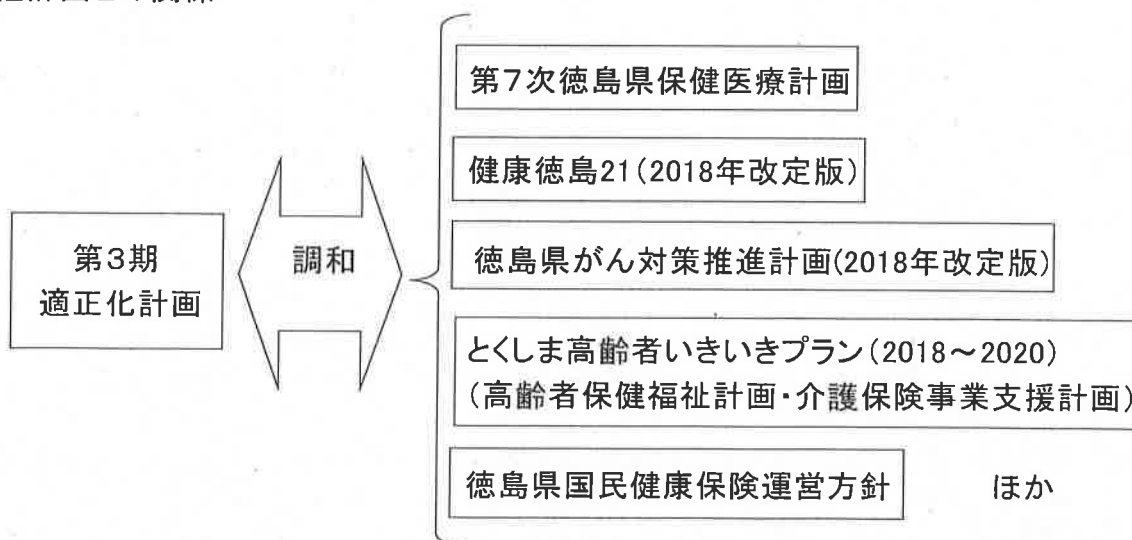 第3期
適正化計画
調和
第7次徳島県保健医療計画
健康徳島21(2018年改定版)
徳島県がん対策推進計画(2018年改定版)
とくしま高齢者いきいきプラン(2018～2020)
(高齢者保健福祉計画・介護保険事業支援計画)
徳島県国民健康保険運営方針　ほか